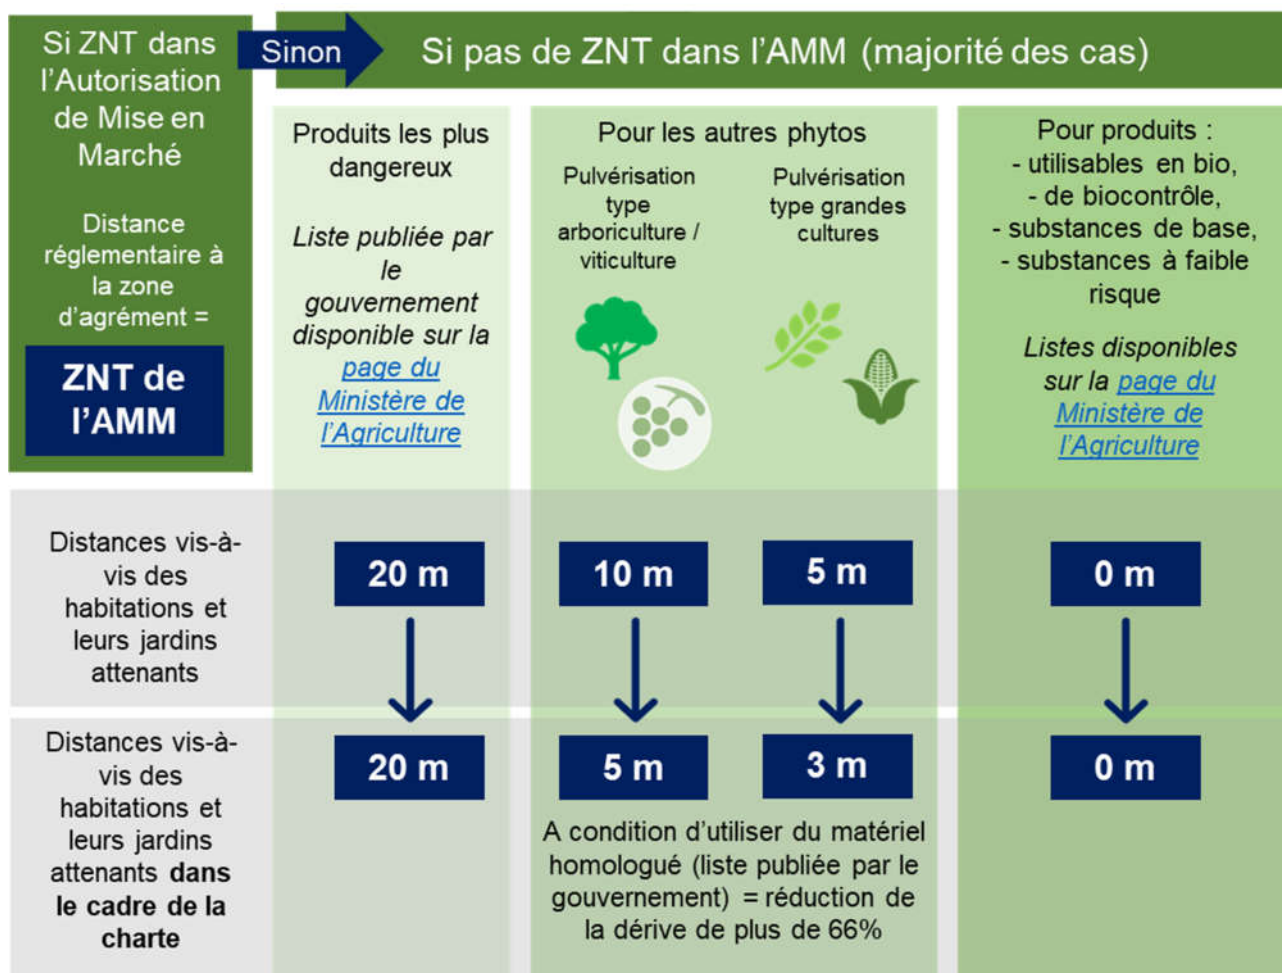 Si ZNT dans
l'Autorisation
de Mise en
Marché
Distance
réglementaire à
la zone
d'agrément =
ZNT de
l'AMM
Sinon
Si pas de ZNT dans l'AMM (majorité des cas)
Produits les plus
dangereux
Liste publiée par
le
gouvernement
disponible sur la
page du
Ministère de
l'Agriculture
Pour les autres phytos
Pulvérisation
type
arboriculture /
viticulture
Pulvérisation
type grandes
cultures
Pour produits :
- utilisables en bio,
- de biocontrôle,
- substances de base,
- substances à faible
risque
Listes disponibles
sur la page du
Ministère de
l'Agriculture
Distances vis-à-
vis des
habitations et
leurs jardins
attenants
20 m
10 m
5 m
0 m
Distances vis-à-
vis des
habitations et
leurs jardins
attenants dans
le cadre de la
charte
20 m
5 m
3 m
0 m
A condition d'utiliser du matériel
homologué (liste publiée par le
gouvernement) = réduction de
la dérive de plus de 66%